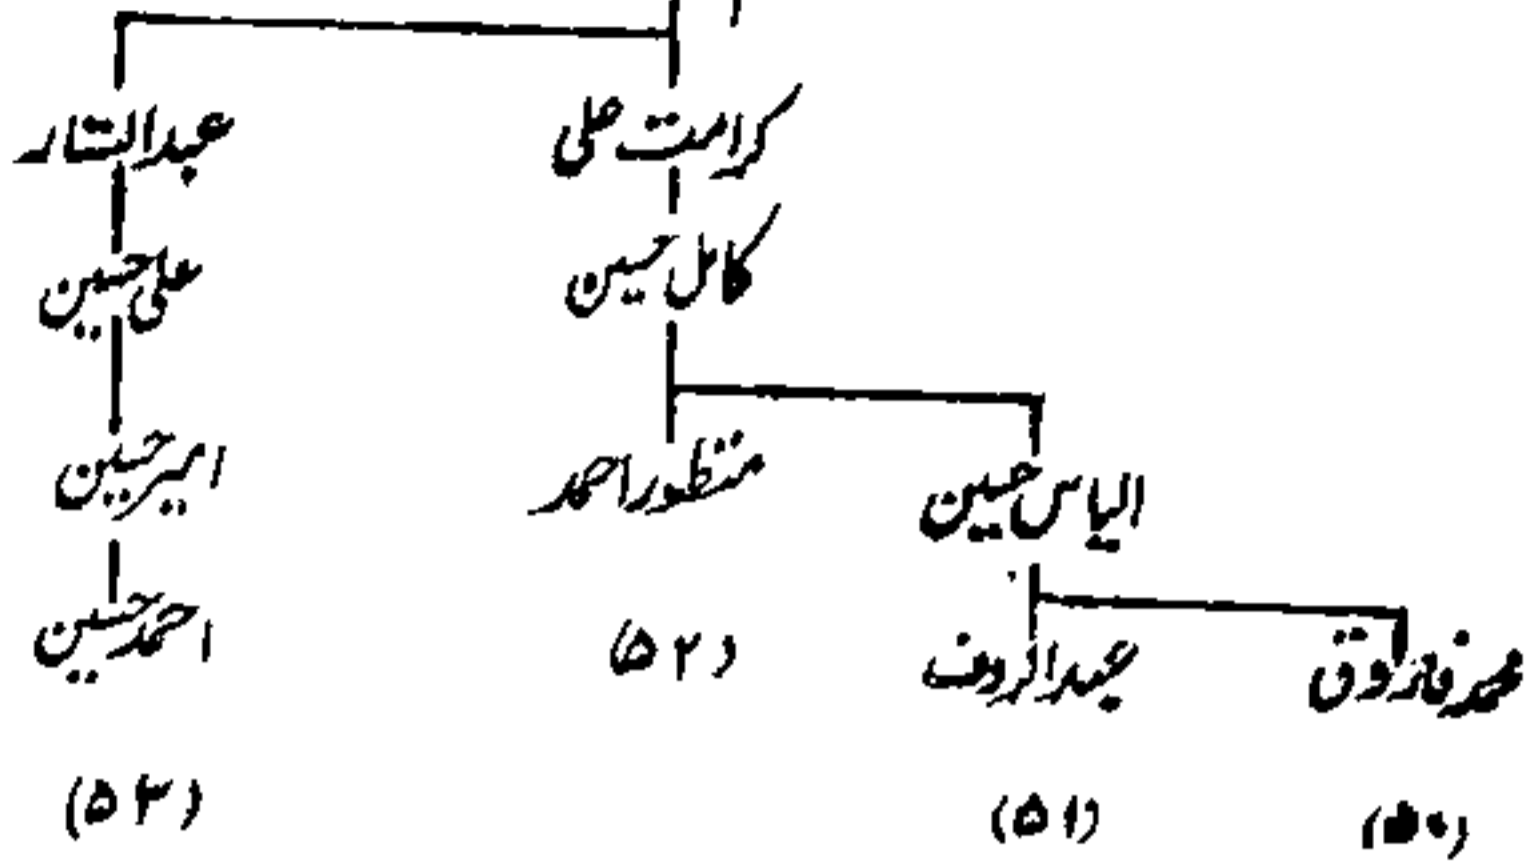 کرامت علی عبدالستار
کامل حسین علی حسین
الیاس حسین منظور احمد امیر حسین
محمد فاروق عبدالروف احمد حسین
(۵۲)
(۵۰) (۵۱) (۵۳)